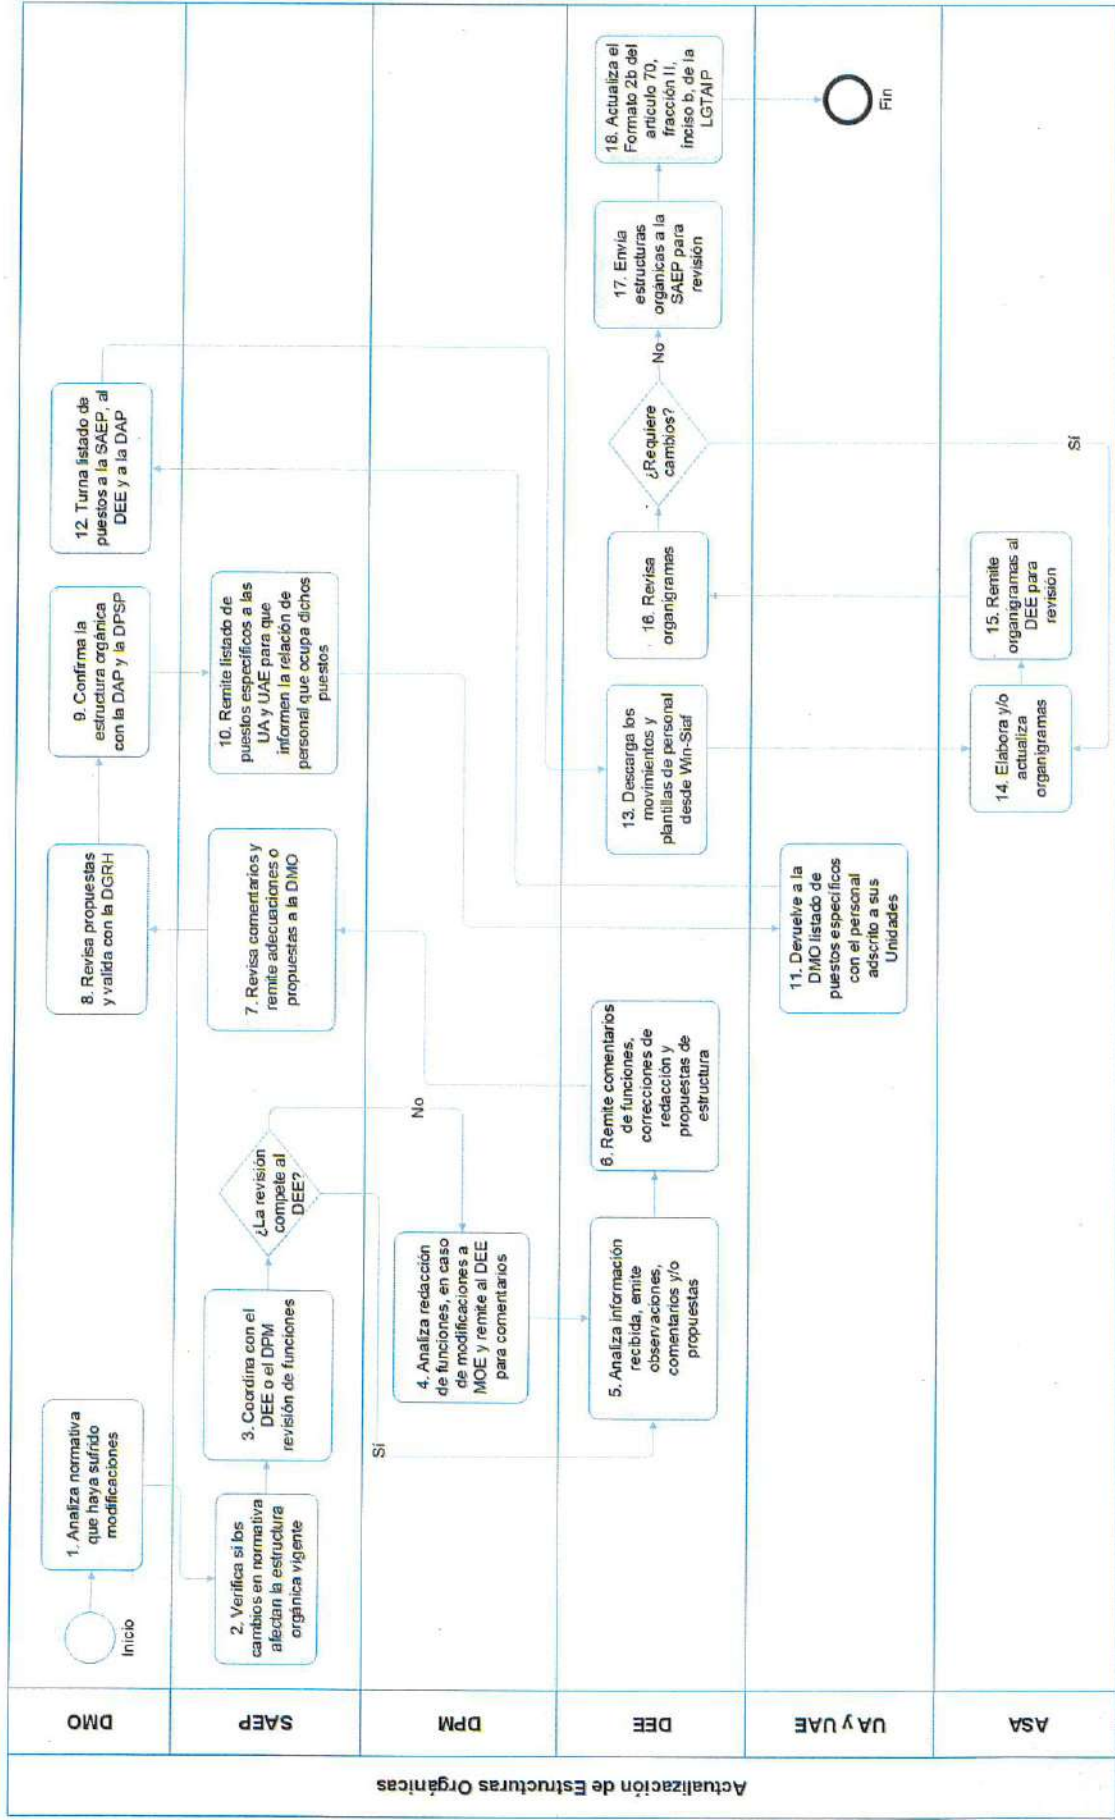 Actualización de Estructuras Orgánicas
DMO
Inicio
1. Analiza normativa
que haya sufrido
modificaciones
8. Revisa propuestas
y valida con la DGRH
9. Confirma la
estructura orgánica
con la DAP y la DPSP
12. Turna listado de
puestos a la SAEP, al
DEE y a la DAP
SAEP
2. Verifica si los
cambios en normativa
afectan la estructura
orgánica vigente
3. Coordina con el
DEE o el DPM
revisión de funciones
¿La revisión
compete al
DEE?
7. Revisa comentarios y
remite adecuaciones o
propuestas a la DMO
10. Remite listado de
puestos específicos a las
UA y UAE para que
informen la relación de
personal que ocupa dichos
puestos
DPM
Sí
No
4. Analiza redacción
de funciones, en caso
de modificaciones a
MOE y remite al DEE
para comentarios
DEE
5. Analiza información
recibida, emite
observaciones,
comentarios y/o
propuestas
6. Remite comentarios
de funciones,
correcciones de
redacción y
propuestas de
estructura
13. Descarga los
movimientos y
plantillas de personal
desde Win-Siaf
16. Revisa
organigramas
¿Requiere
cambios?
No
17. Envía
estructuras
orgánicas a la
SAEP para
revisión
18. Actualiza el
Formato 2b del
artículo 70,
fracción II,
inciso b, de la
LGTAIP
UA y UAE
11. Devuelve a la
DMO listado de
puestos específicos
con el personal
adscrito a sus
Unidades
Fin
ASA
14. Elabora y/o
actualiza
organigramas
15. Remite
organigramas al
DEE para
revisión
Sí